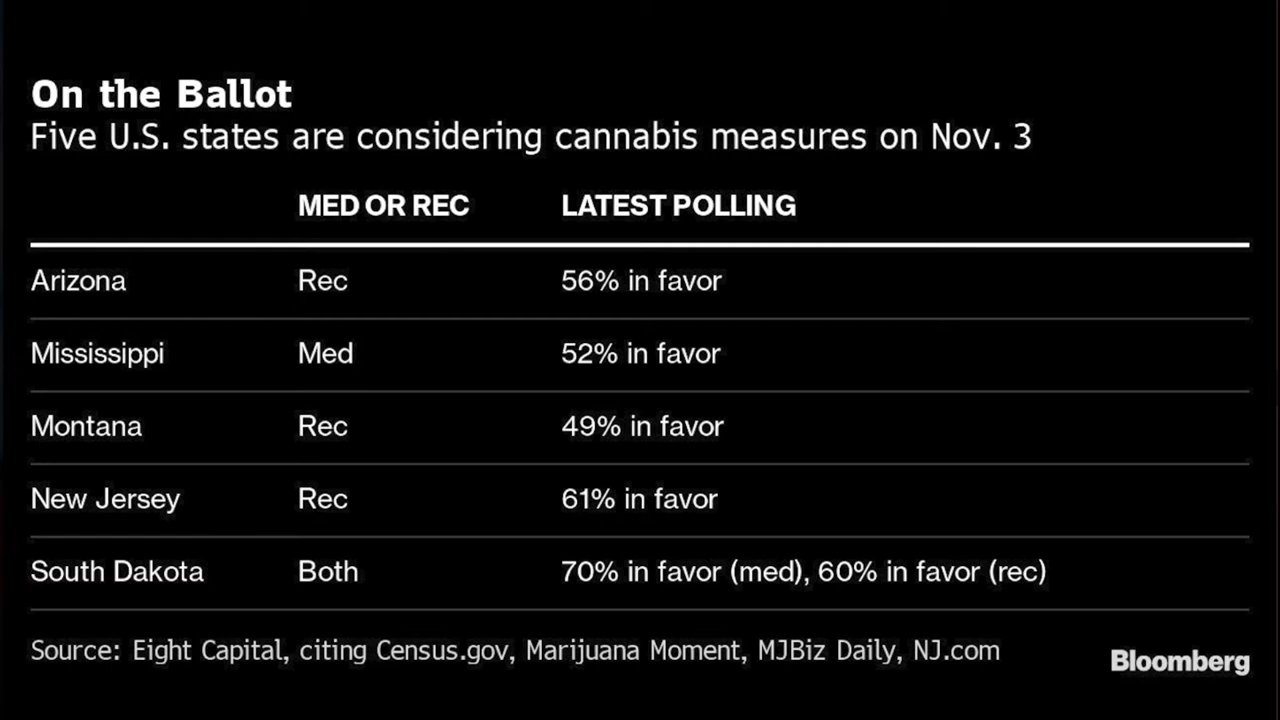 On the Ballot
Five U.S. states are considering cannabis measures on Nov. 3
MED OR REC LATEST POLLING
Arizona Rec 56% in favor
Mississippi Med 52% in favor
Montana Rec 49% in favor
New Jersey Rec 61% in favor
South Dakota Both 70% in favor (med), 60% in favor (rec)
Source: Eight Capital, citing Census.gov, Marijuana Moment, MJBiz Daily, NJ.com
Bloomberg